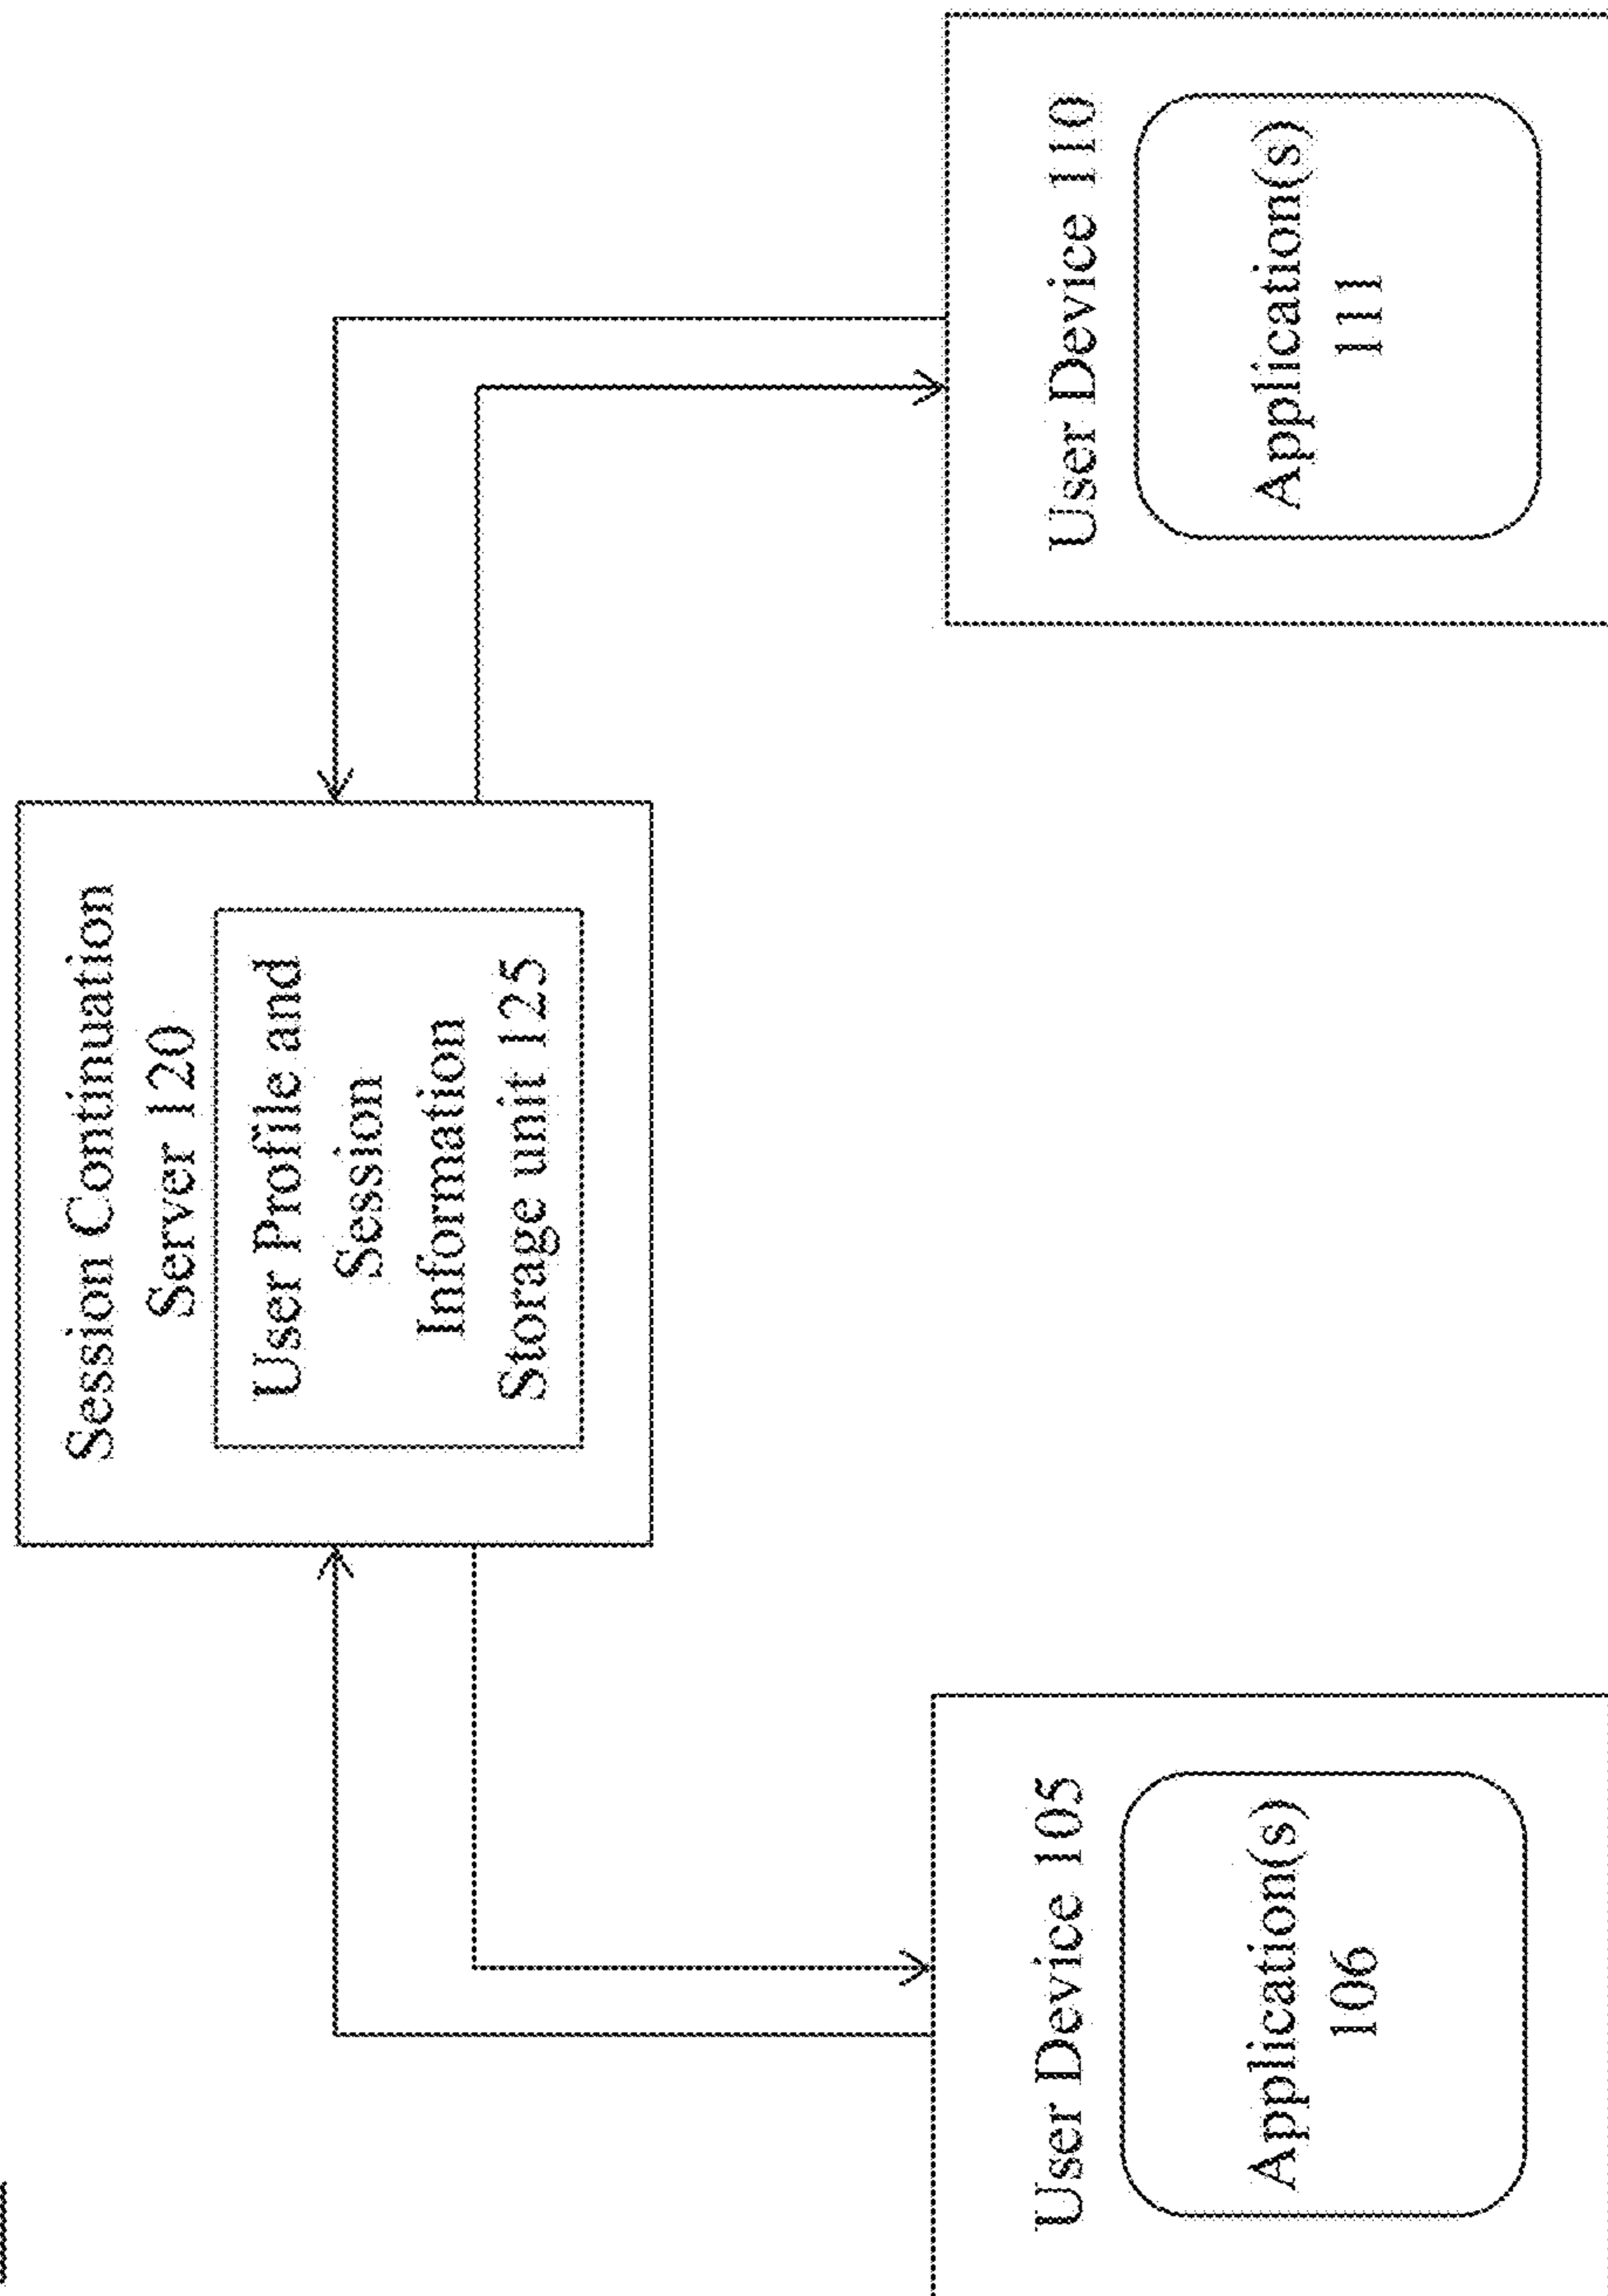 Session Continuation
Server 120
User Profile and
Session
Information
Storage unit 125
User Device 105
Application(s)
106
User Device 110
Application(s)
111